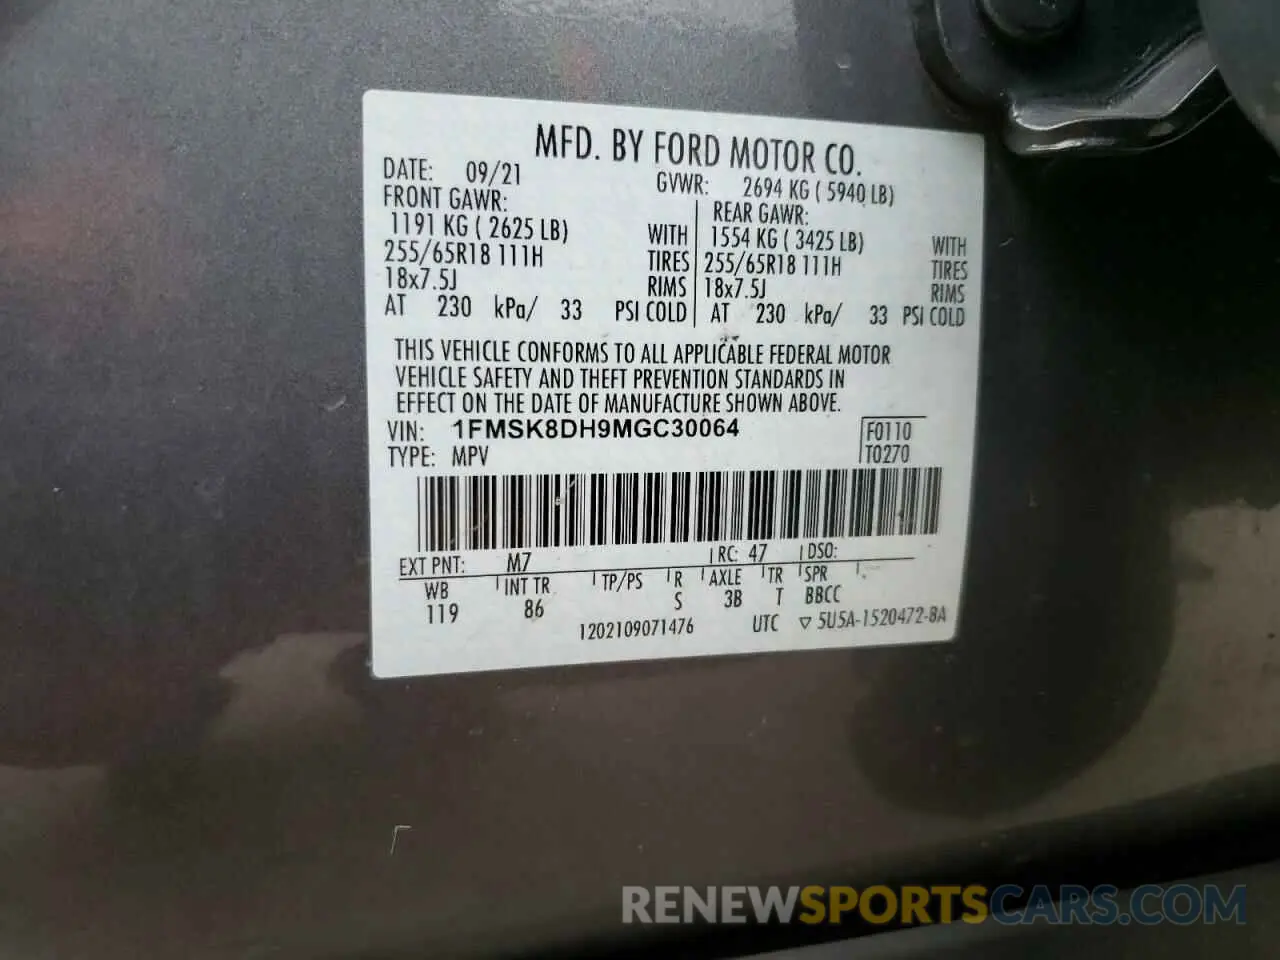 MFD. BY FORD MOTOR CO.
DATE: 09/21 GVWR: 2694 KG ( 5940 LB)
FRONT GAWR: REAR GAWR:
1191 KG ( 2625 LB) WITH 1554 KG ( 3425 LB) WITH
255/65R18 111H TIRES 255/65R18 111H TIRES
18x7.5J RIMS 18x7.5J RIMS
AT 230 kPa/ 33 PSI COLD AT 230 kPa/ 33 PSI COLD
THIS VEHICLE CONFORMS TO ALL APPLICABLE FEDERAL MOTOR
VEHICLE SAFETY AND THEFT PREVENTION STANDARDS IN
EFFECT ON THE DATE OF MANUFACTURE SHOWN ABOVE.
VIN: 1FMSK8DH9MGC30064 F0110
TYPE: MPV T0270
EXT PNT: M7 RC: 47 DSO:
WB INT TR TP/PS R AXLE TR SPR
119 86 S 3B T BBCC
1202109071476 UTC ▽ 5U5A-1520472-BA
RENEWSPORTSCARS.COM